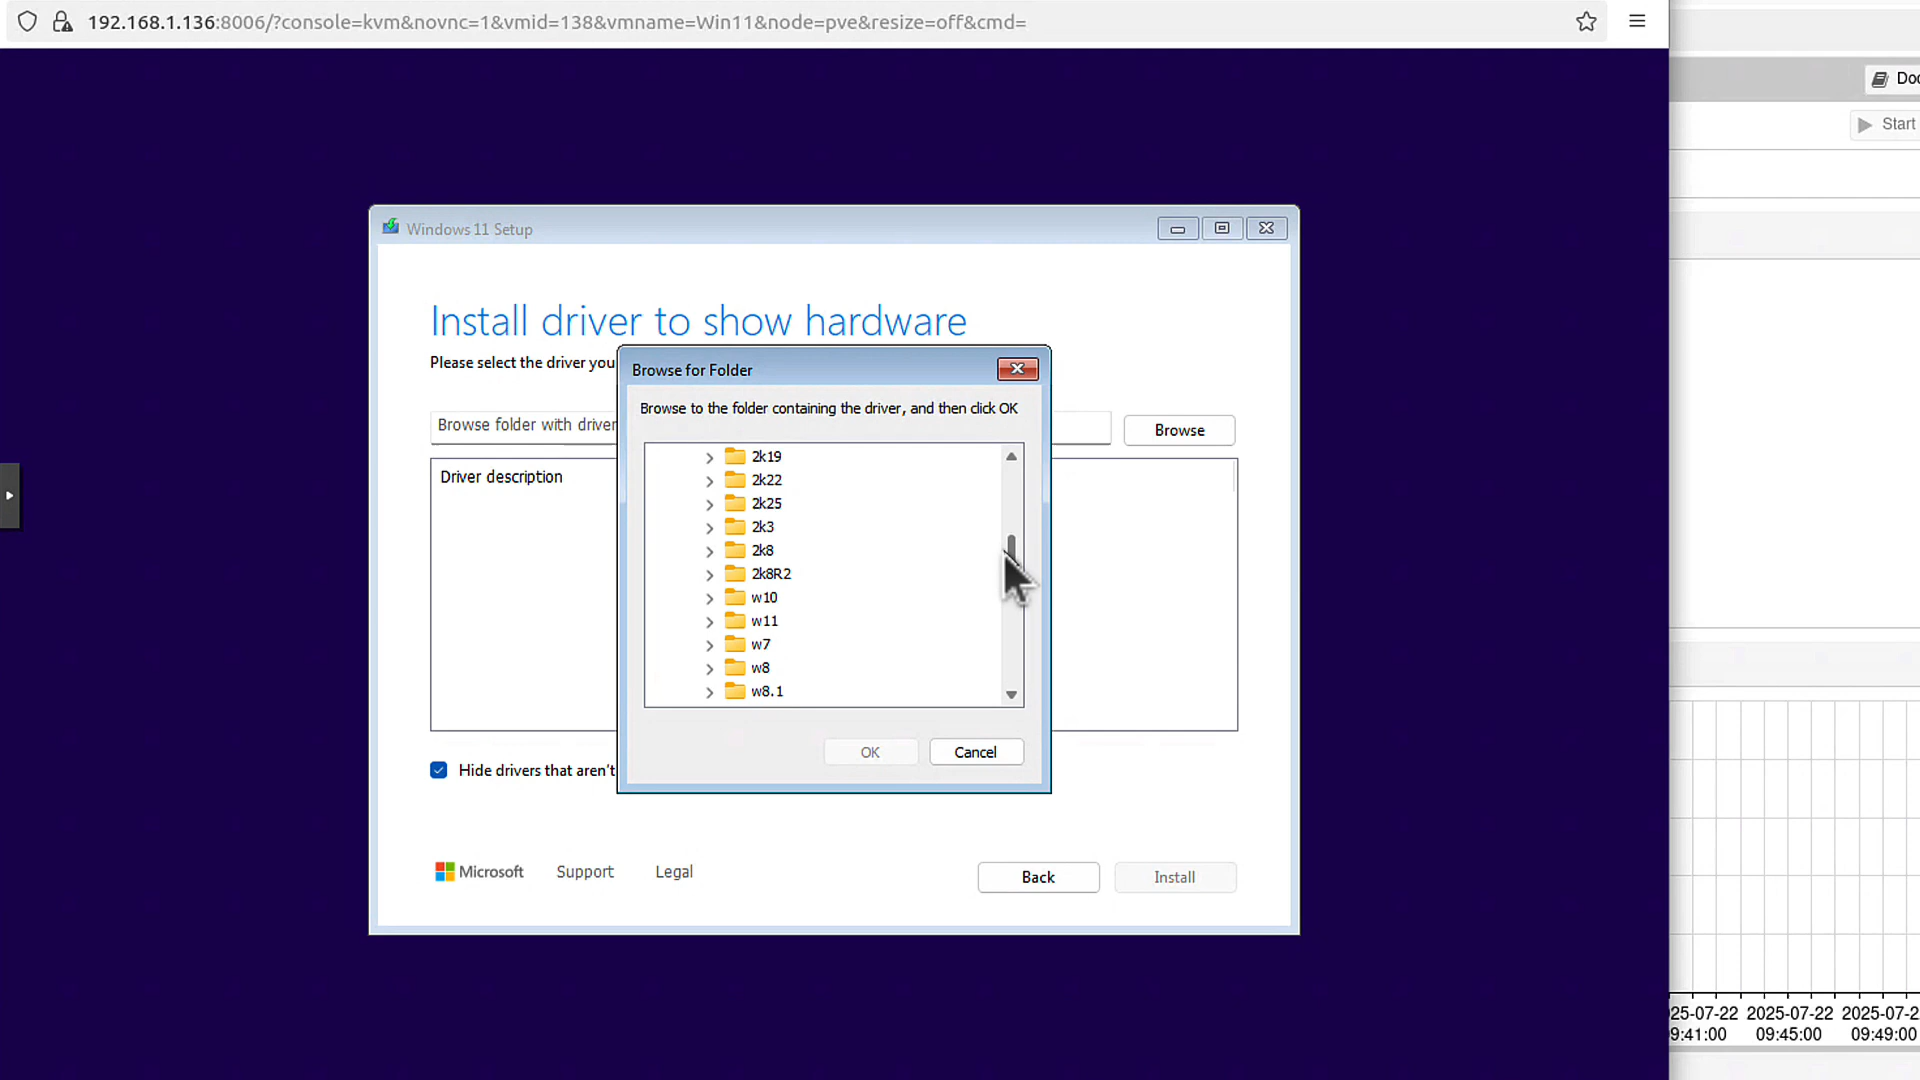 192.168.1.136:8006/?console=kvm&novnc=1&vmid=138&vmname=Win11&node=pve&resize=off&cmd=
Doc
Start
Windows 11 Setup
Install driver to show hardware
Please select the driver you
Browse folder with driver
Browse
Driver description
Browse for Folder
Browse to the folder containing the driver, and then click OK
2k19
2k22
2k25
2k3
2k8
2k8R2
w10
w11
w7
w8
w8.1
OK
Cancel
Hide drivers that aren't
Microsoft
Support
Legal
Back
Install
25-07-22 2025-07-22 2025-07-2
9:41:00 09:45:00 09:49:00